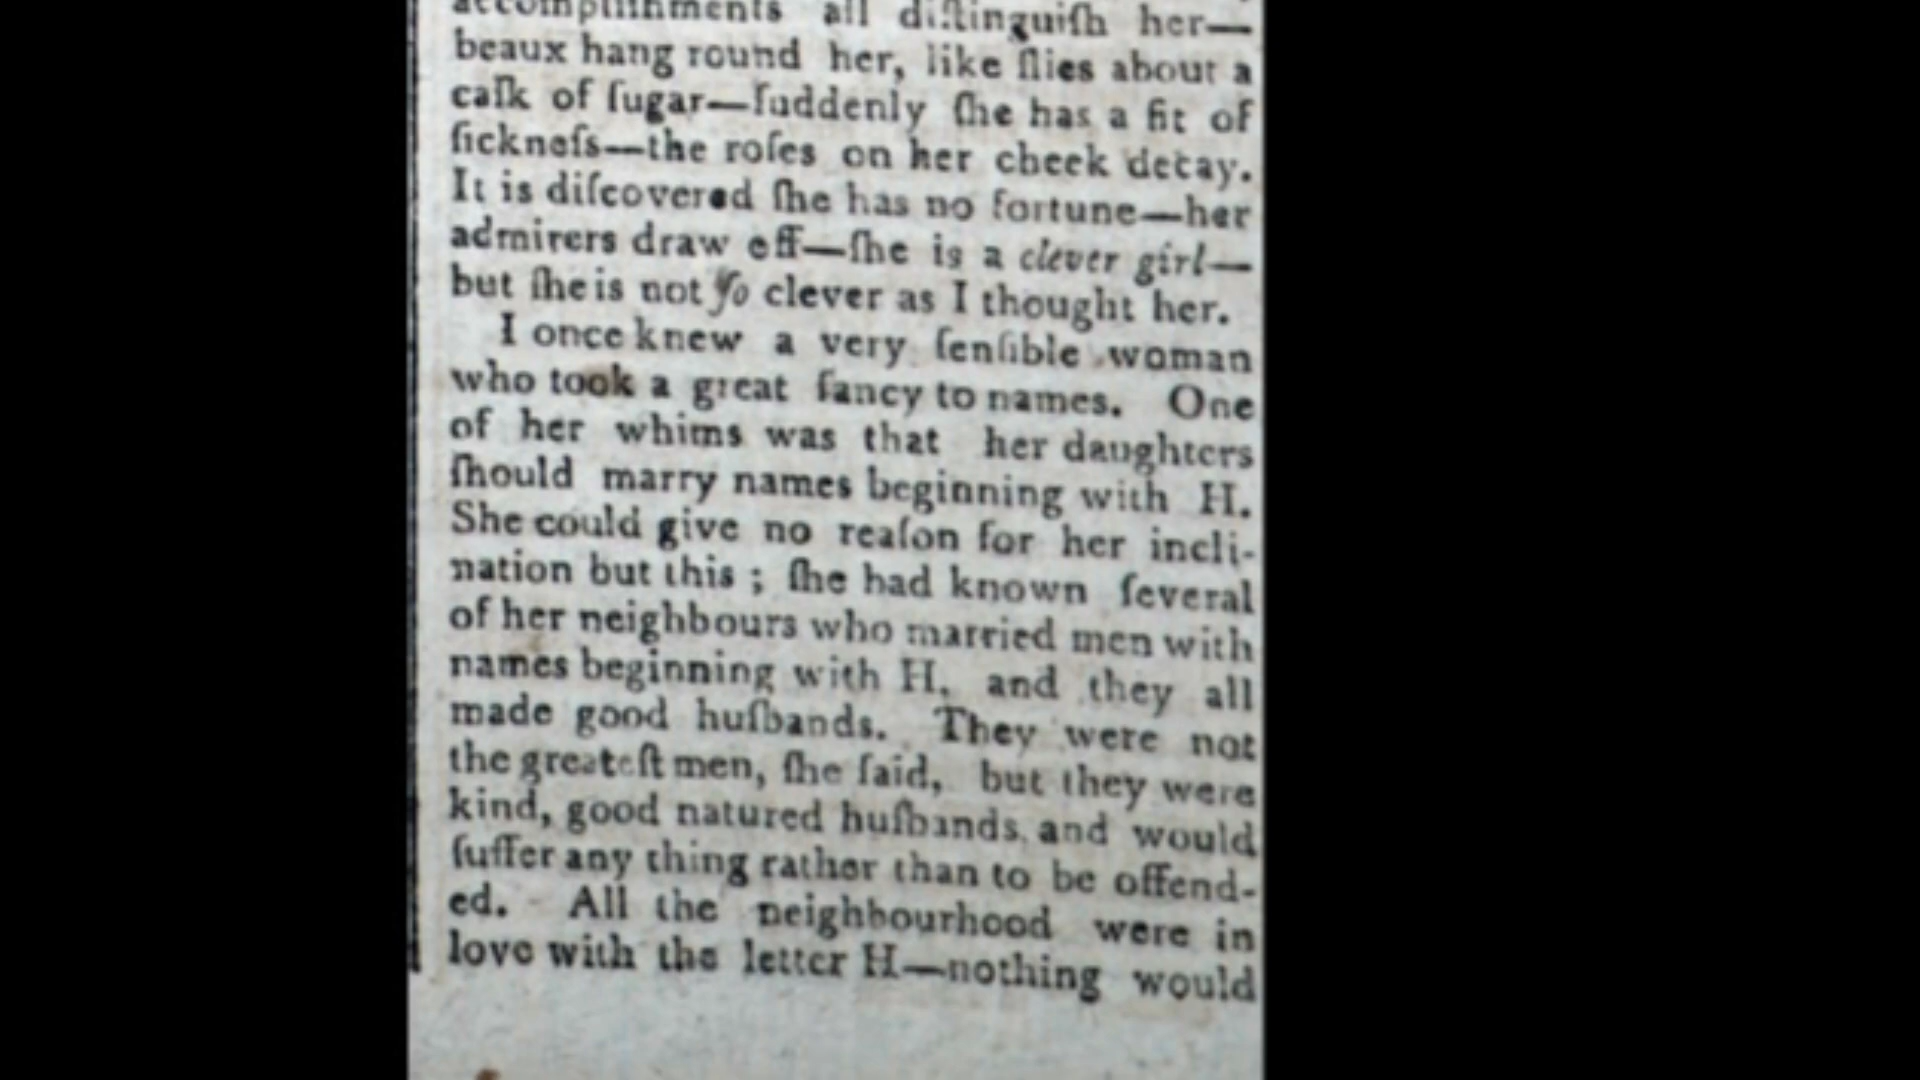 accompliſhments all diſtinguiſh her—
beaux hang round her, like flies about a
caſk of ſugar—ſuddenly ſhe has a fit of
ſickneſs—the roſes on her cheek decay.
It is diſcovered ſhe has no fortune—her
admirers draw off—ſhe is a clever girl—
but ſhe is not ſo clever as I thought her.
I once knew a very ſenſible woman
who took a great fancy to names. One
of her whims was that her daughters
ſhould marry names beginning with H.
She could give no reaſon for her incli-
nation but this ; ſhe had known ſeveral
of her neighbours who married men with
names beginning with H. and they all
made good huſbands. They were not
the greateſt men, ſhe ſaid, but they were
kind, good natured huſbands, and would
ſuffer any thing rather than to be offend-
ed. All the neighbourhood were in
love with the letter H—nothing would